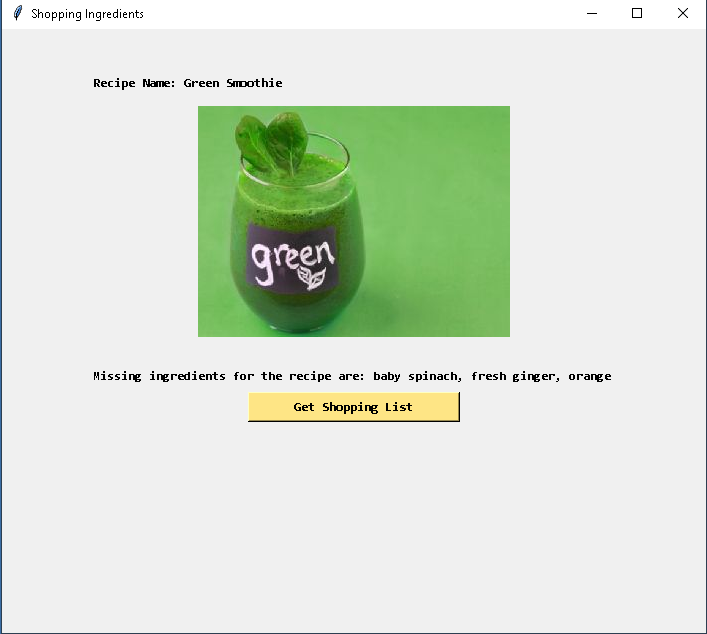 Shopping Ingredients
Recipe Name: Green Smoothie
green
Missing ingredients for the recipe are: baby spinach, fresh ginger, orange
Get Shopping List